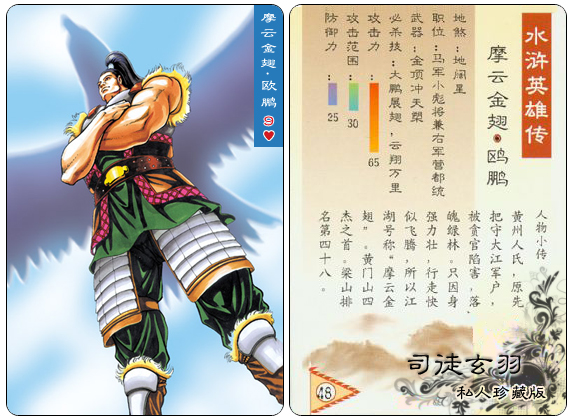 摩云金翅·欧鹏
9
水浒英雄传
摩云金翅·鸥鹏
地煞：地阔星
职位：马军小彪将兼右军营都统
武器：金顶冲天槊
必杀技：大鹏展翅，云翔万里
攻击力：65
攻击范围：30
防御力：25
人物小传
黄州人氏，原先
把守大江军户，
被贪官陷害，落
魄绿林。只因身
强力壮，行走快
似飞腾，所以江
湖号称“摩云金
翅”。黄门山四
杰之首。梁山排
名第四十八。
48
司徒玄羽
私人珍藏版